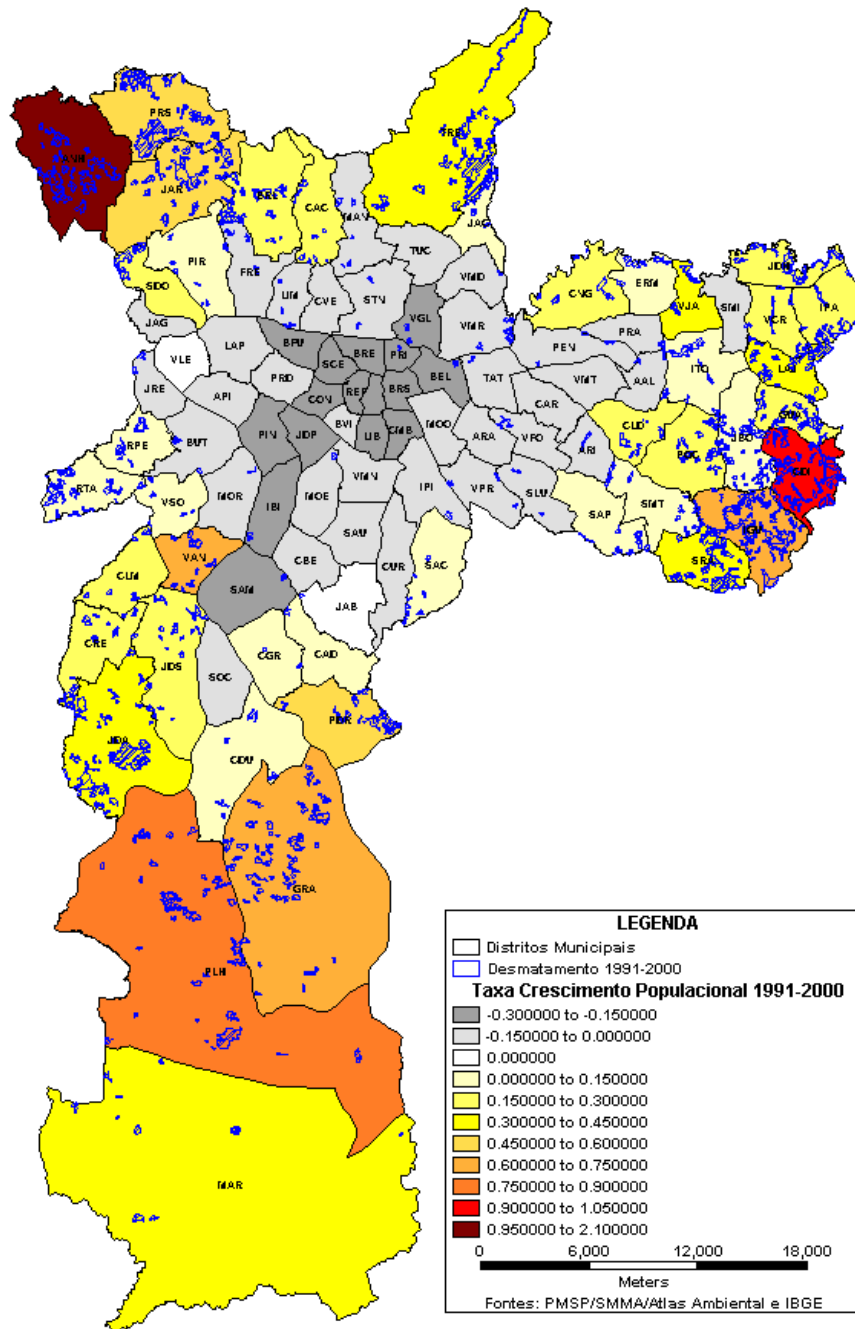 PRS
TRE
ANH
JAR
CAC
MAN
JAC
PIR
TUC
FRE
VMD
SDO
LIM
CVE
STN
CNG
ERM
JDH
VJA
SMI
VCR
IPA
JAG
VGL
VMR
LAP
BPU
BRE
PRI
PEN
PRA
VLE
SCE
BEL
ITQ
LAJ
PRD
REP
BRS
TAT
VMT
AAL
JRE
API
CON
CAR
BVI
MOO
CLD
RPE
BUT
PIN
JDP
LIB
CMB
ARA
VFO
ARI
JBO
RTA
VMN
VSO
MOR
IBI
MOE
IPI
VPR
SLU
SAP
SMT
SAU
VAN
CBE
CUR
SAC
CLM
SAM
JAB
CRE
JDS
SOC
CGR
CAD
JDA
CDU
GRA
MAR
LEGENDA
Distritos Municipais
Desmatamento 1991-2000
Taxa Crescimento Populacional 1991-2000
-0.300000 to -0.150000
-0.150000 to 0.000000
0.000000
0.000000 to 0.150000
0.150000 to 0.300000
0.300000 to 0.450000
0.450000 to 0.600000
0.600000 to 0.750000
0.750000 to 0.900000
0.900000 to 1.050000
0.950000 to 2.100000
0 6,000 12,000 18,000
Meters
Fontes: PMSP/SMMA/Atlas Ambiental e IBGE